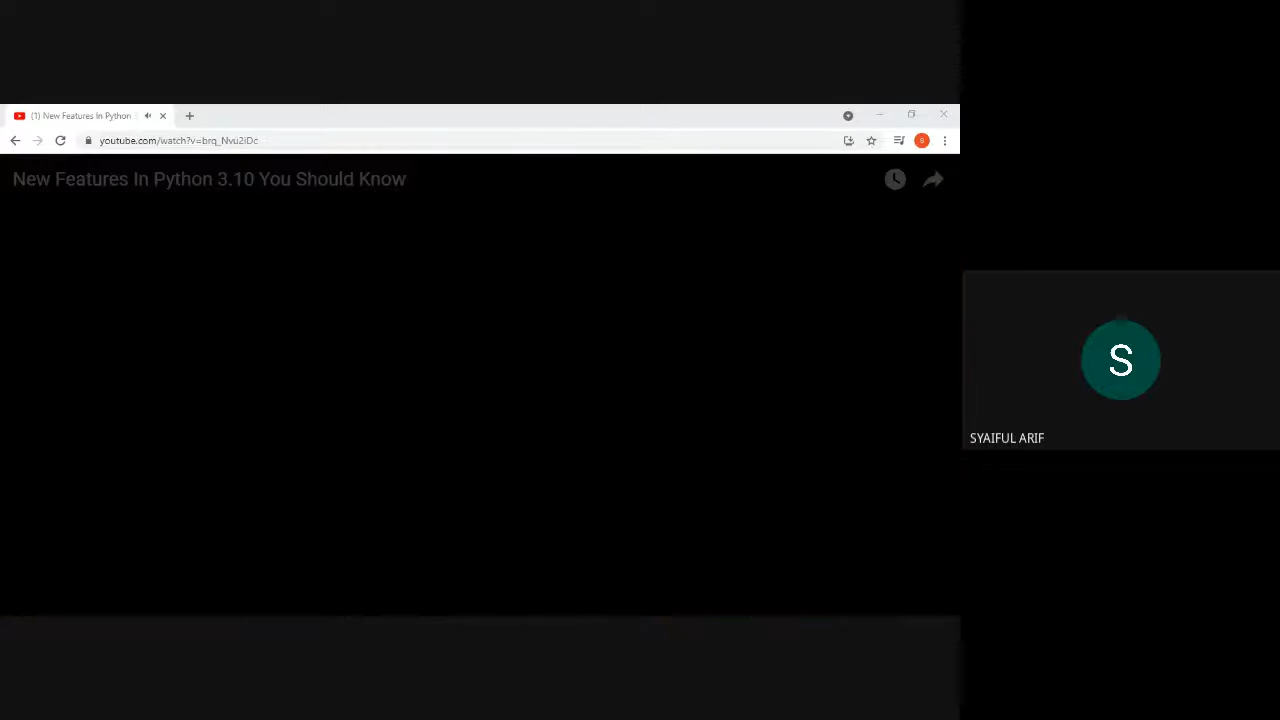 (1) New Features In Python
youtube.com/watch?v=brq_Nvu2iDc
New Features In Python 3.10 You Should Know
S
S
SYAIFUL ARIF